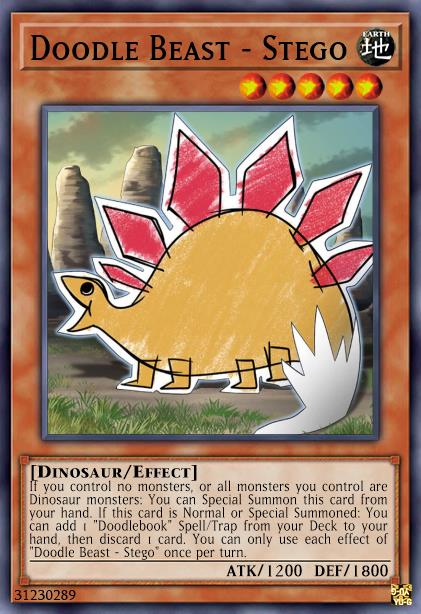 Doodle Beast - Stego
EARTH
地
[Dinosaur/Effect]
If you control no monsters, or all monsters you control are
Dinosaur monsters: You can Special Summon this card from
your hand. If this card is Normal or Special Summoned: You
can add 1 "Doodlebook" Spell/Trap from your Deck to your
hand, then discard 1 card. You can only use each effect of
"Doodle Beast - Stego" once per turn.
ATK/1200 DEF/1800
31230289